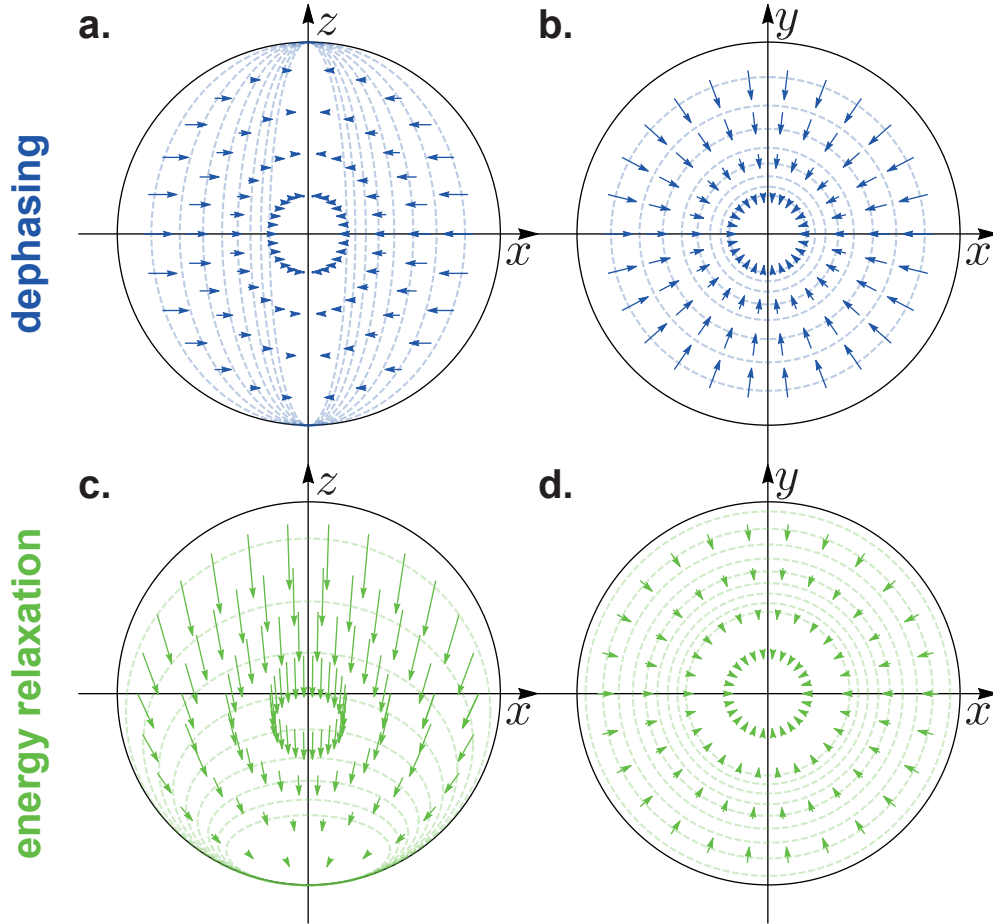 a.
z
x
b.
y
x
dephasing
c.
z
x
d.
y
x
energy relaxation